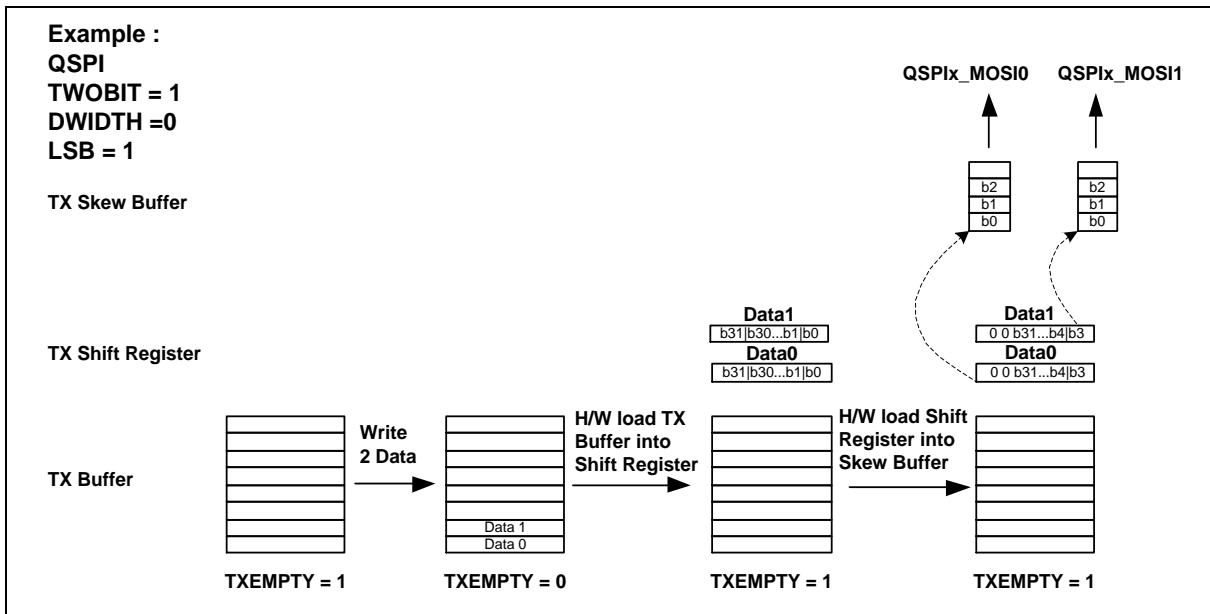 Example :
QSPI
TWOBIT = 1
DWIDTH =0
LSB = 1
QSPIx_MOSI0
QSPIx_MOSI1
TX Skew Buffer
b2
b1
b0
b2
b1
b0
TX Shift Register
Data1
b31|b30...b1|b0
Data0
b31|b30...b1|b0
Data1
0 0 b31...b4|b3
Data0
0 0 b31...b4|b3
TX Buffer
Write
2 Data
Data 1
Data 0
H/W load TX
Buffer into
Shift Register
H/W load Shift
Register into
Skew Buffer
TXEMPTY = 1
TXEMPTY = 0
TXEMPTY = 1
TXEMPTY = 1